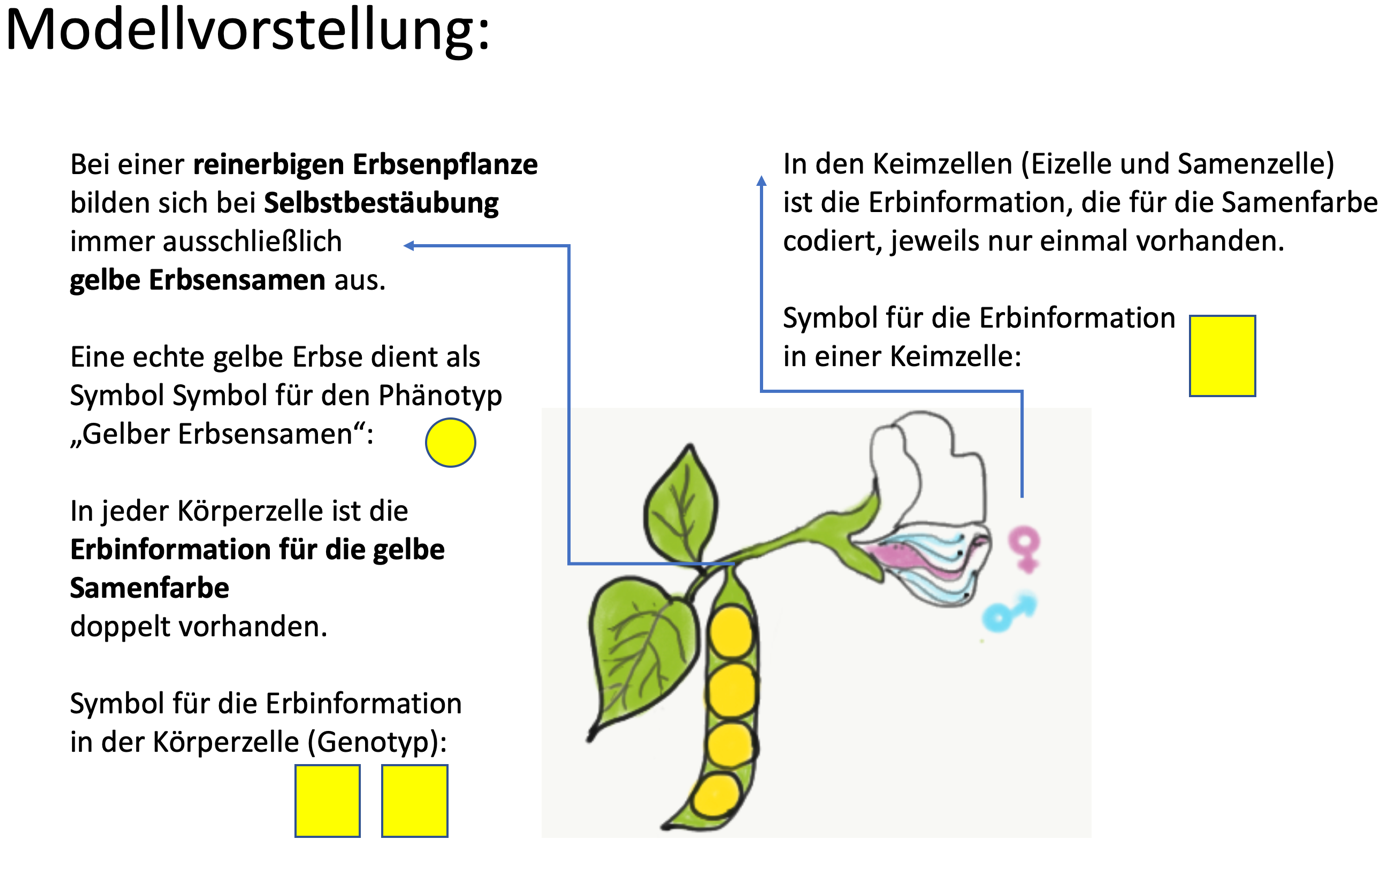 Modellvorstellung:
Bei einer reinerbigen Erbsenpflanze
bilden sich bei Selbstbestäubung
immer ausschließlich
gelbe Erbsensamen aus.
Eine echte gelbe Erbse dient als
Symbol Symbol für den Phänotyp
„Gelber Erbsensamen“:
In jeder Körperzelle ist die
Erbinformation für die gelbe
Samenfarbe
doppelt vorhanden.
Symbol für die Erbinformation
in der Körperzelle (Genotyp):
In den Keimzellen (Eizelle und Samenzelle)
ist die Erbinformation, die für die Samenfarbe
codiert, jeweils nur einmal vorhanden.
Symbol für die Erbinformation
in einer Keimzelle:
♀
♂